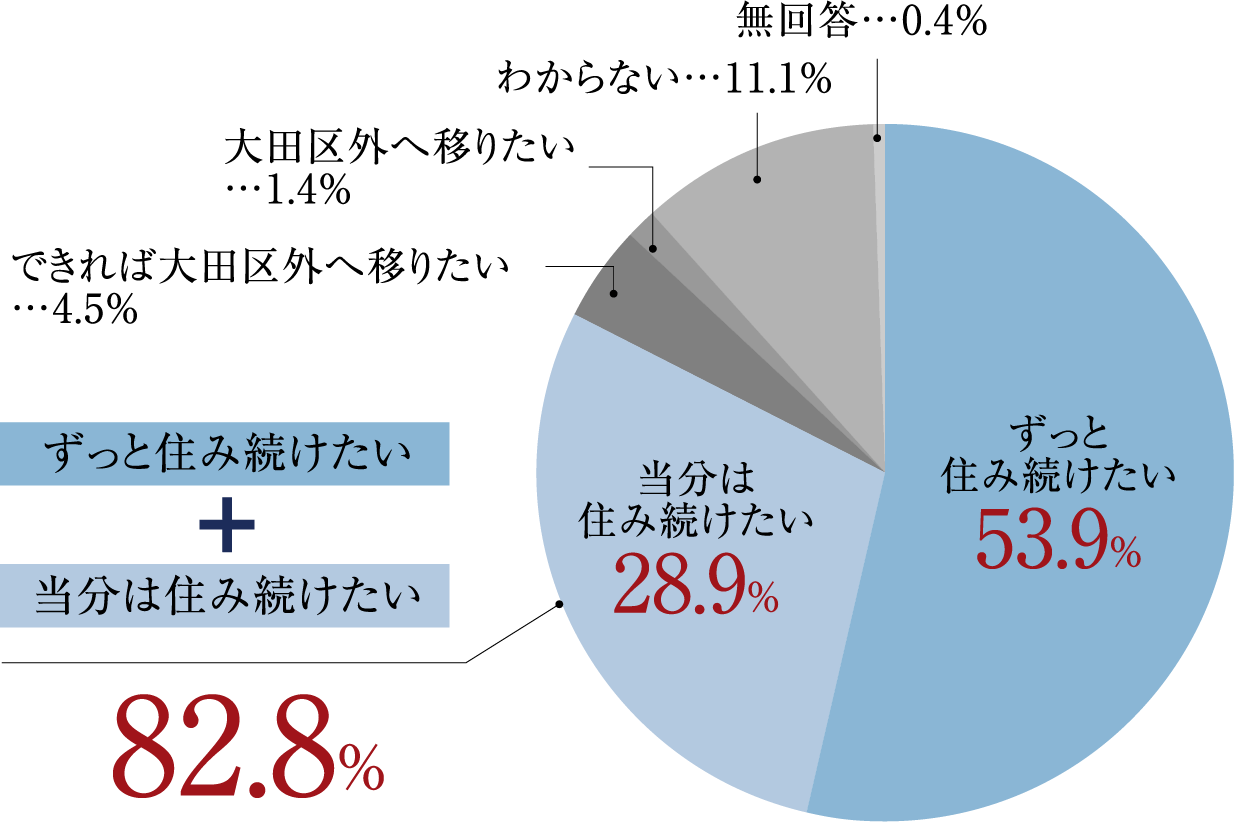 無回答…0.4%
わからない…11.1%
大田区外へ移りたい
…1.4%
できれば大田区外へ移りたい
…4.5%
ずっと
住み続けたい
53.9%
当分は
住み続けたい
28.9%
ずっと住み続けたい
+
当分は住み続けたい
82.8%